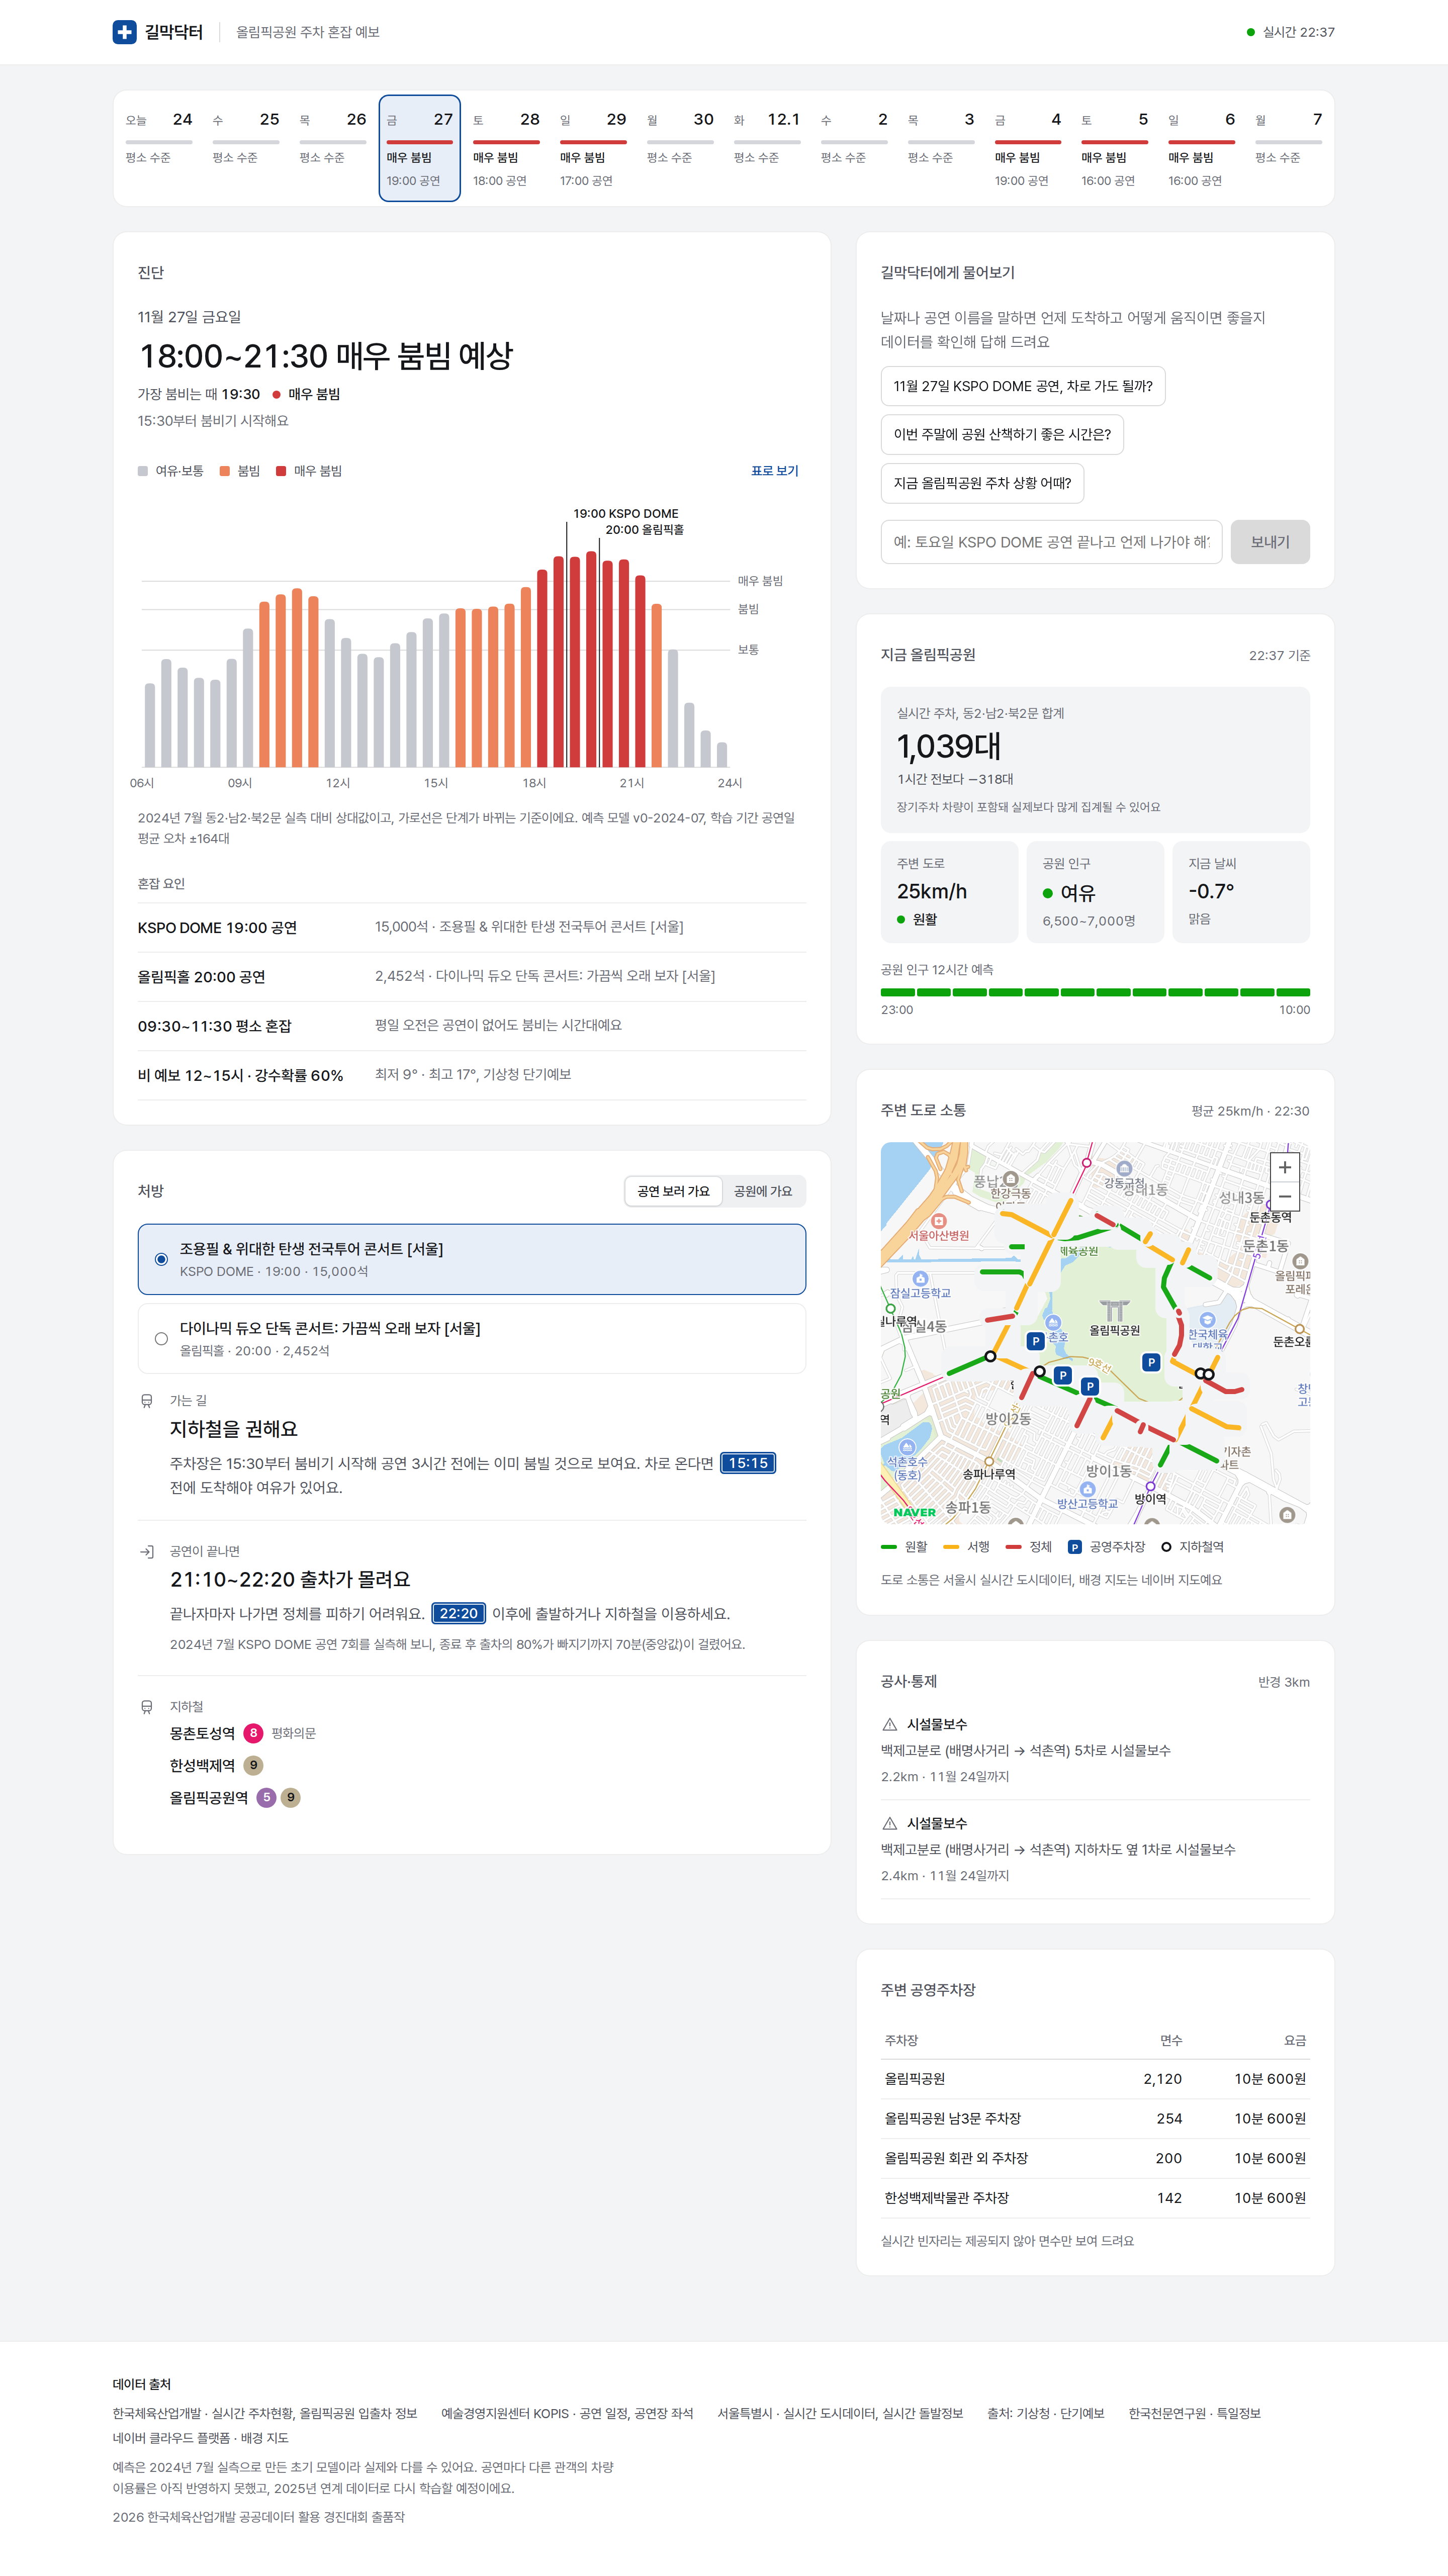 길막닥터
올림픽공원 주차 혼잡 예보
실시간 22:37
오늘 24
평소 수준
수 25
평소 수준
목 26
평소 수준
금 27
매우 붐빔
19:00 공연
토 28
매우 붐빔
18:00 공연
일 29
매우 붐빔
17:00 공연
월 30
평소 수준
화 12.1
평소 수준
수 2
평소 수준
목 3
평소 수준
금 4
매우 붐빔
19:00 공연
토 5
매우 붐빔
16:00 공연
일 6
매우 붐빔
16:00 공연
월 7
평소 수준
진단
11월 27일 금요일
18:00~21:30 매우 붐빔 예상
가장 붐비는 때 19:30 매우 붐빔
15:30부터 붐비기 시작해요
여유·보통 붐빔 매우 붐빔
표로 보기
19:00 KSPO DOME
20:00 올림픽홀
매우 붐빔
붐빔
보통
06시 09시 12시 15시 18시 21시 24시
2024년 7월 동2·남2·북2문 실측 대비 상대값이고, 가로선은 단계가 바뀌는 기준이에요. 예측 모델 v0-2024-07, 학습 기간 공연일
평균 오차 ±164대
혼잡 요인
KSPO DOME 19:00 공연 15,000석 · 조용필 & 위대한 탄생 전국투어 콘서트 [서울]
올림픽홀 20:00 공연 2,452석 · 다이나믹 듀오 단독 콘서트: 가끔씩 오래 보자 [서울]
09:30~11:30 평소 혼잡 평일 오전은 공연이 없어도 붐비는 시간대예요
비 예보 12~15시 · 강수확률 60% 최저 9° · 최고 17°, 기상청 단기예보
처방
공연 보러 가요 공원에 가요
조용필 & 위대한 탄생 전국투어 콘서트 [서울]
KSPO DOME · 19:00 · 15,000석
다이나믹 듀오 단독 콘서트: 가끔씩 오래 보자 [서울]
올림픽홀 · 20:00 · 2,452석
가는 길
지하철을 권해요
주차장은 15:30부터 붐비기 시작해 공연 3시간 전에는 이미 붐빌 것으로 보여요. 차로 온다면 15:15
전에 도착해야 여유가 있어요.
공연이 끝나면
21:10~22:20 출차가 몰려요
끝나자마자 나가면 정체를 피하기 어려워요. 22:20 이후에 출발하거나 지하철을 이용하세요.
2024년 7월 KSPO DOME 공연 7회를 실측해 보니, 종료 후 출차의 80%가 빠지기까지 70분(중앙값)이 걸렸어요.
지하철
몽촌토성역 8 평화의문
한성백제역 9
올림픽공원역 5 9
길막닥터에게 물어보기
날짜나 공연 이름을 말하면 언제 도착하고 어떻게 움직이면 좋을지
데이터를 확인해 답해 드려요
11월 27일 KSPO DOME 공연, 차로 가도 될까?
이번 주말에 공원 산책하기 좋은 시간은?
지금 올림픽공원 주차 상황 어때?
예: 토요일 KSPO DOME 공연 끝나고 언제 나가야 해?
보내기
지금 올림픽공원
22:37 기준
실시간 주차, 동2·남2·북2문 합계
1,039대
1시간 전보다 −318대
장기주차 차량이 포함돼 실제보다 많게 집계될 수 있어요
주변 도로
25km/h
원활
공원 인구
여유
6,500~7,000명
지금 날씨
-0.7°
맑음
공원 인구 12시간 예측
23:00 10:00
주변 도로 소통
평균 25km/h · 22:30
풍납
한강극동
강동구청
성내1동
성내3동
둔촌동역
서울아산병원
체육공원
둔촌1동
올림픽파
포레온
잠실고등학교
잠실4동
촌호
올림픽공원
한국체육
대학교
둔촌오륜
P
P
P
P
9호선
공원
역
방이2동
석촌호수
(동호)
송파나루역
방이1동
기자촌
방산고등학교
방이역
송파1동
NAVER
+
−
원활 서행 정체 P 공영주차장 지하철역
도로 소통은 서울시 실시간 도시데이터, 배경 지도는 네이버 지도예요
공사·통제
반경 3km
시설물보수
백제고분로 (배명사거리 → 석촌역) 5차로 시설물보수
2.2km · 11월 24일까지
시설물보수
백제고분로 (배명사거리 → 석촌역) 지하차도 옆 1차로 시설물보수
2.4km · 11월 24일까지
주변 공영주차장
주차장 면수 요금
올림픽공원 2,120 10분 600원
올림픽공원 남3문 주차장 254 10분 600원
올림픽공원 회관 외 주차장 200 10분 600원
한성백제박물관 주차장 142 10분 600원
실시간 빈자리는 제공되지 않아 면수만 보여 드려요
데이터 출처
한국체육산업개발 · 실시간 주차현황, 올림픽공원 입출차 정보 예술경영지원센터 KOPIS · 공연 일정, 공연장 좌석 서울특별시 · 실시간 도시데이터, 실시간 돌발정보 출처: 기상청 · 단기예보 한국천문연구원 · 특일정보
네이버 클라우드 플랫폼 · 배경 지도
예측은 2024년 7월 실측으로 만든 초기 모델이라 실제와 다를 수 있어요. 공연마다 다른 관객의 차량
이용률은 아직 반영하지 못했고, 2025년 연계 데이터로 다시 학습할 예정이에요.
2026 한국체육산업개발 공공데이터 활용 경진대회 출품작